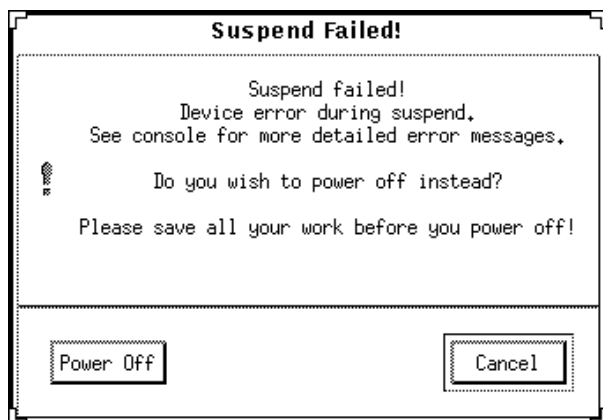 Suspend Failed!
Suspend failed!
Device error during suspend.
See console for more detailed error messages.
Do you wish to power off instead?
Please save all your work before you power off!
Power Off
Cancel